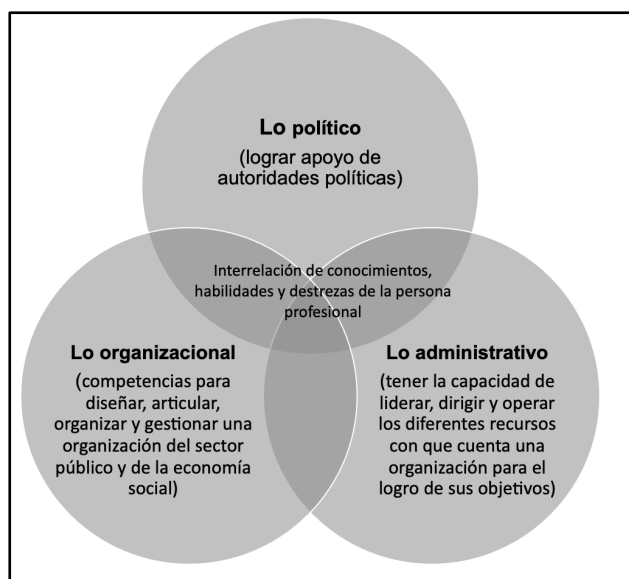 Lo político
(lograr apoyo de
autoridades políticas)
Interrelación de conocimientos,
habilidades y destrezas de la persona
profesional
Lo organizacional
(competencias para
diseñar, articular,
organizar y gestionar una
organización del sector
público y de la economía
social)
Lo administrativo
(tener la capacidad de
liderar, dirigir y operar
los diferentes recursos
con que cuenta una
organización para el
logro de sus objetivos)